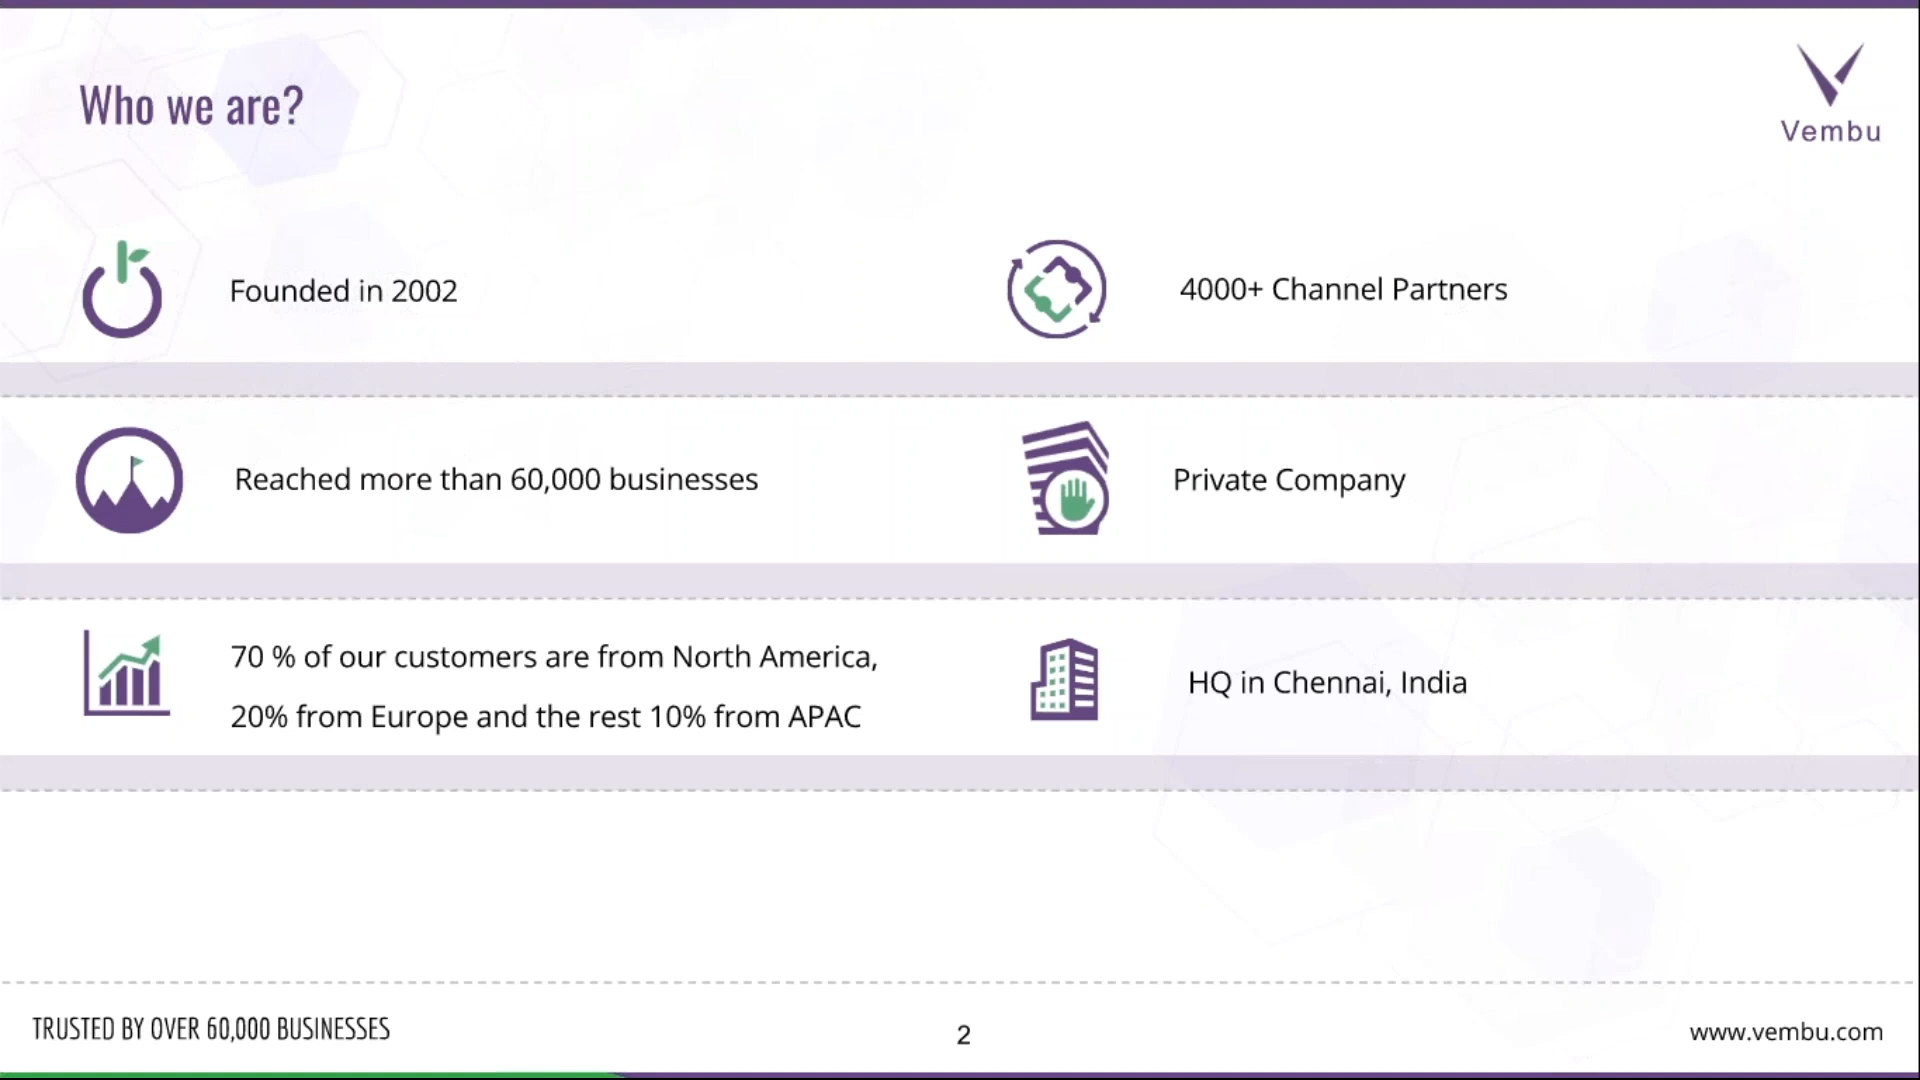 Who we are?
Vembu
Founded in 2002
4000+ Channel Partners
Reached more than 60,000 businesses
Private Company
70 % of our customers are from North America,
20% from Europe and the rest 10% from APAC
HQ in Chennai, India
TRUSTED BY OVER 60,000 BUSINESSES
2
www.vembu.com